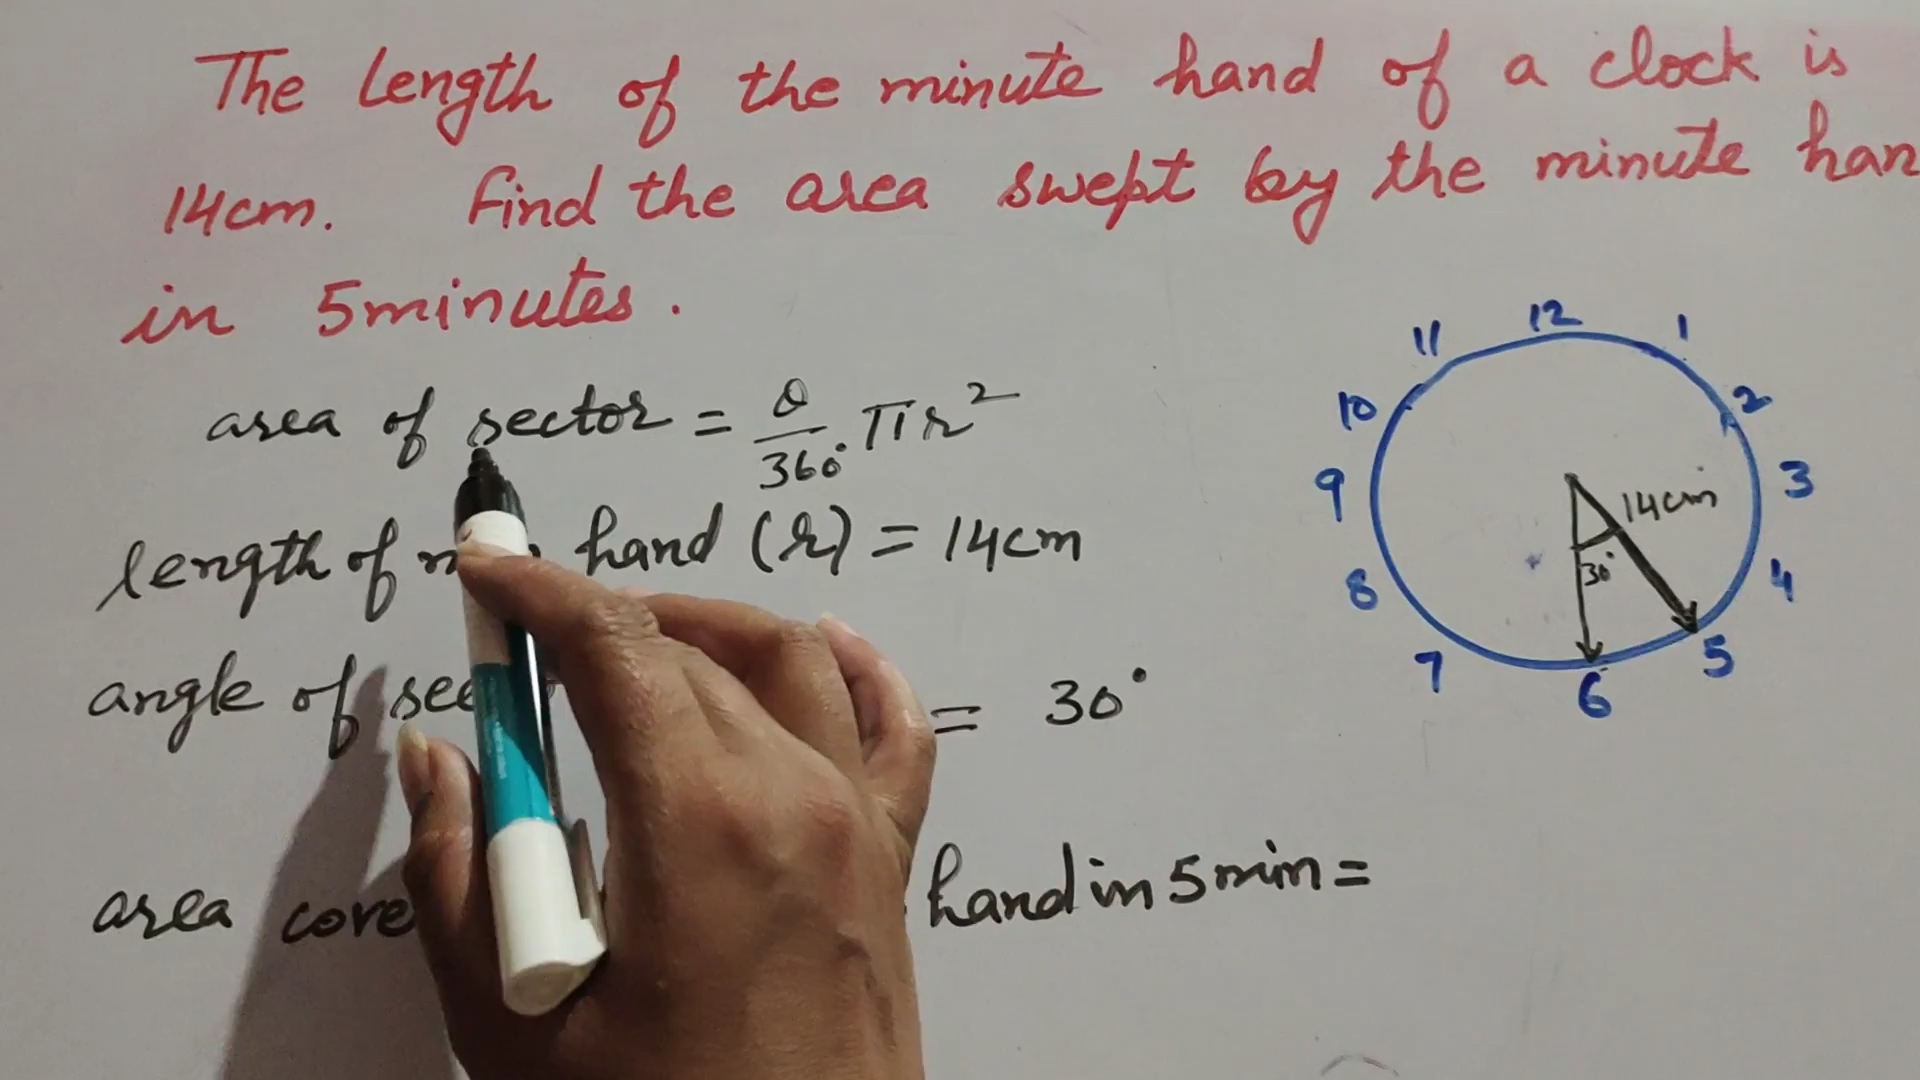 The length of the minute hand of a clock is
14cm. find the area swept by the minute han
in 5minutes.
area of sector = θ/360° πr²
length of hand (r) = 14cm
angle of sec = 30°
area cove hand in 5min =
12
11
1
10
2
9
3
14cm
8
30°
4
7
5
6